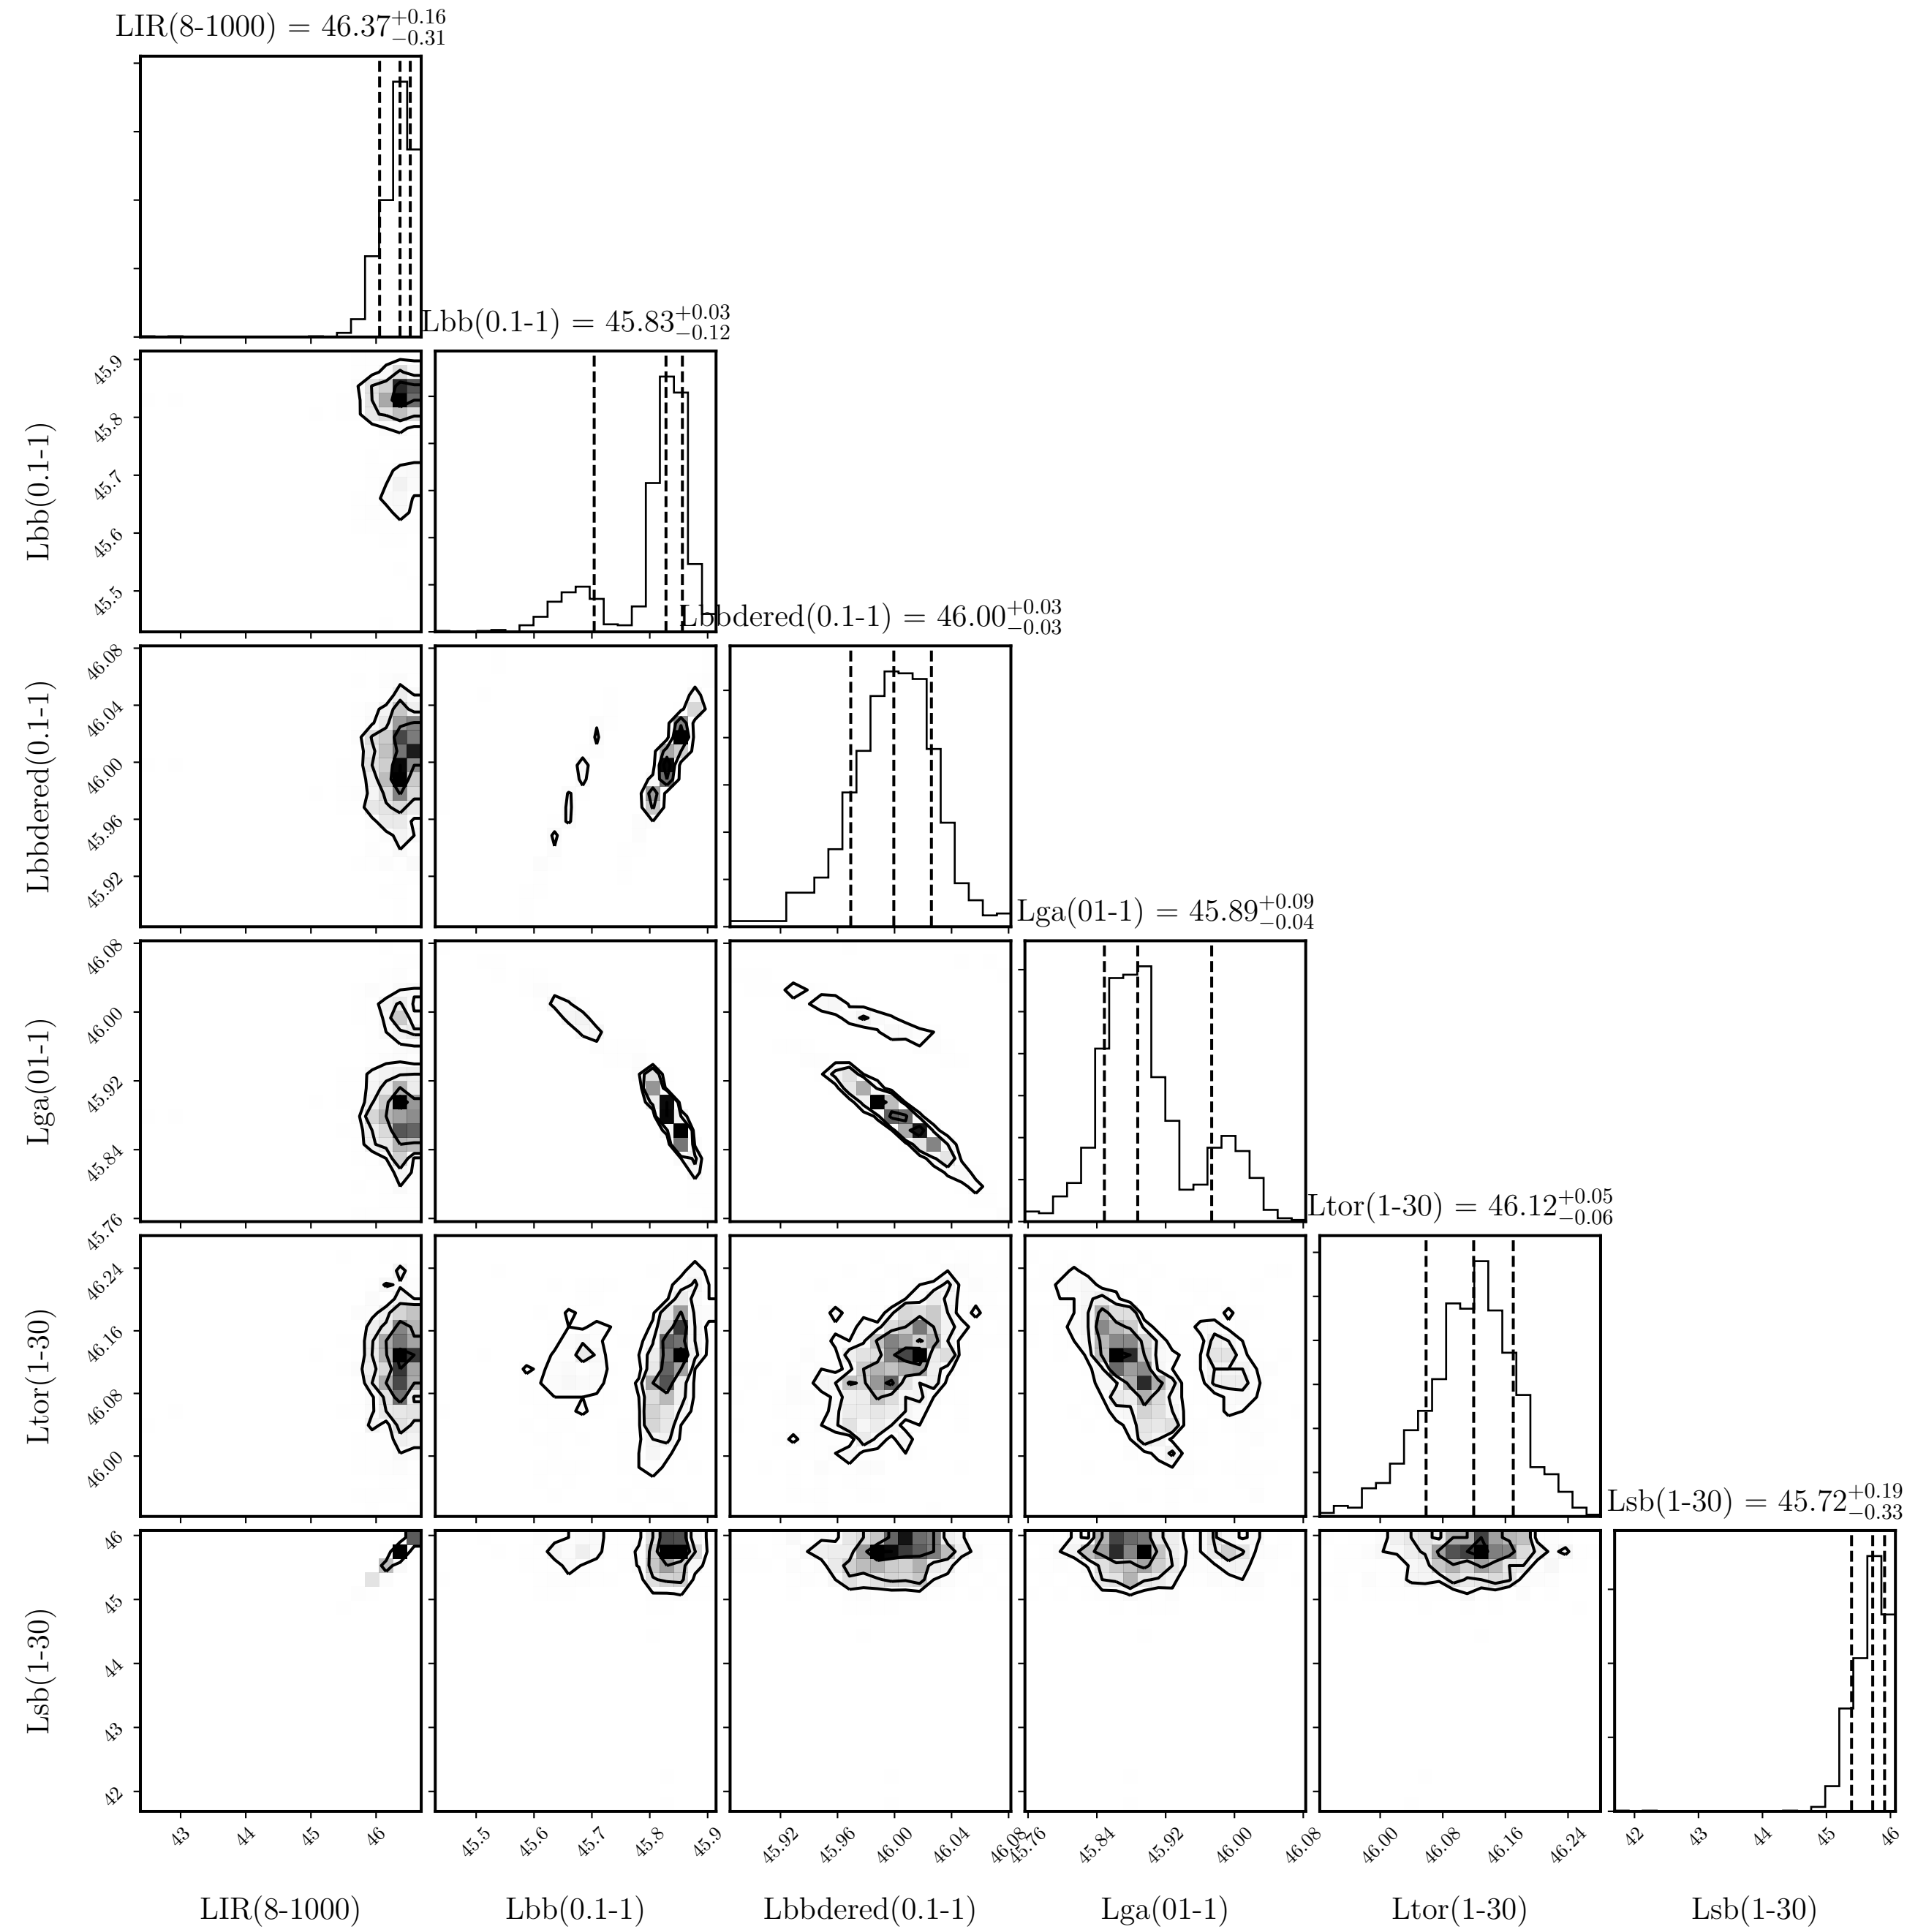 LIR(8-1000) = 46.37+0.16−0.31
Lbb(0.1-1) = 45.83+0.03−0.12
45.9
45.8
45.7
45.6
45.5
Lbb(0.1-1)
Lbbdered(0.1-1) = 46.00+0.03−0.03
46.08
46.04
46.00
45.96
45.92
Lbbdered(0.1-1)
Lga(01-1) = 45.89+0.09−0.04
46.08
46.00
45.92
45.84
45.76
Lga(01-1)
Ltor(1-30) = 46.12+0.05−0.06
46.24
46.16
46.08
46.00
Ltor(1-30)
Lsb(1-30) = 45.72+0.19−0.33
46
45
44
43
42
Lsb(1-30)
43 44 45 46
45.5 45.6 45.7 45.8 45.9
45.92 45.96 46.00 46.04 46.08
45.76 45.84 45.92 46.00 46.08
46.00 46.08 46.16 46.24
42 43 44 45 46
LIR(8-1000)
Lbb(0.1-1)
Lbbdered(0.1-1)
Lga(01-1)
Ltor(1-30)
Lsb(1-30)